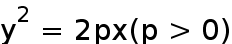 y² = 2px(p > 0)